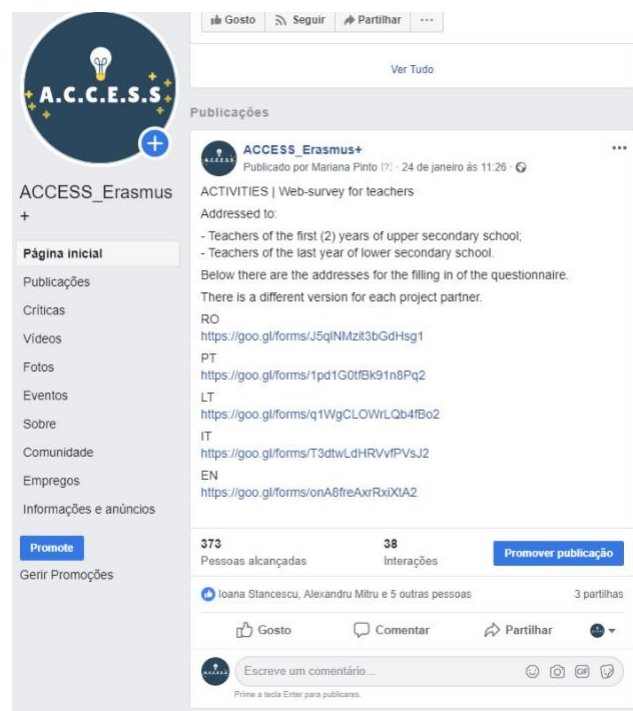 Gosto Seguir Partilhar ...
Ver Tudo
A.C.C.E.S.S
ACCESS_Erasmus
+
Página inicial
Publicações
Críticas
Vídeos
Fotos
Eventos
Sobre
Comunidade
Empregos
Informações e anúncios
Promote
Gerir Promoções
Publicações
ACCESS_Erasmus+
Publicado por Mariana Pinto [?] · 24 de janeiro ás 11:26 ·
ACTIVITIES | Web-survey for teachers
Addressed to:
- Teachers of the first (2) years of upper secondary school;
- Teachers of the last year of lower secondary school.
Below there are the addresses for the filling in of the questionnaire.
There is a different version for each project partner.
RO
https://goo.gl/forms/J5qlNMzit3bGdHsg1
PT
https://goo.gl/forms/1pd1G0tfBk91n8Pq2
LT
https://goo.gl/forms/q1WgCLOWrLQb4fBo2
IT
https://goo.gl/forms/T3dtwLdHRVvfPVsJ2
EN
https://goo.gl/forms/onA8freAxrRxiXtA2
373
Pessoas alcançadas
38
Interações
Promover publicação
Ioana Stancescu, Alexandru Mitru e 5 outras pessoas
3 partilhas
Gosto Comentar Partilhar
Escreve um comentário...
GIF
Prime a tecla Enter para publicares.